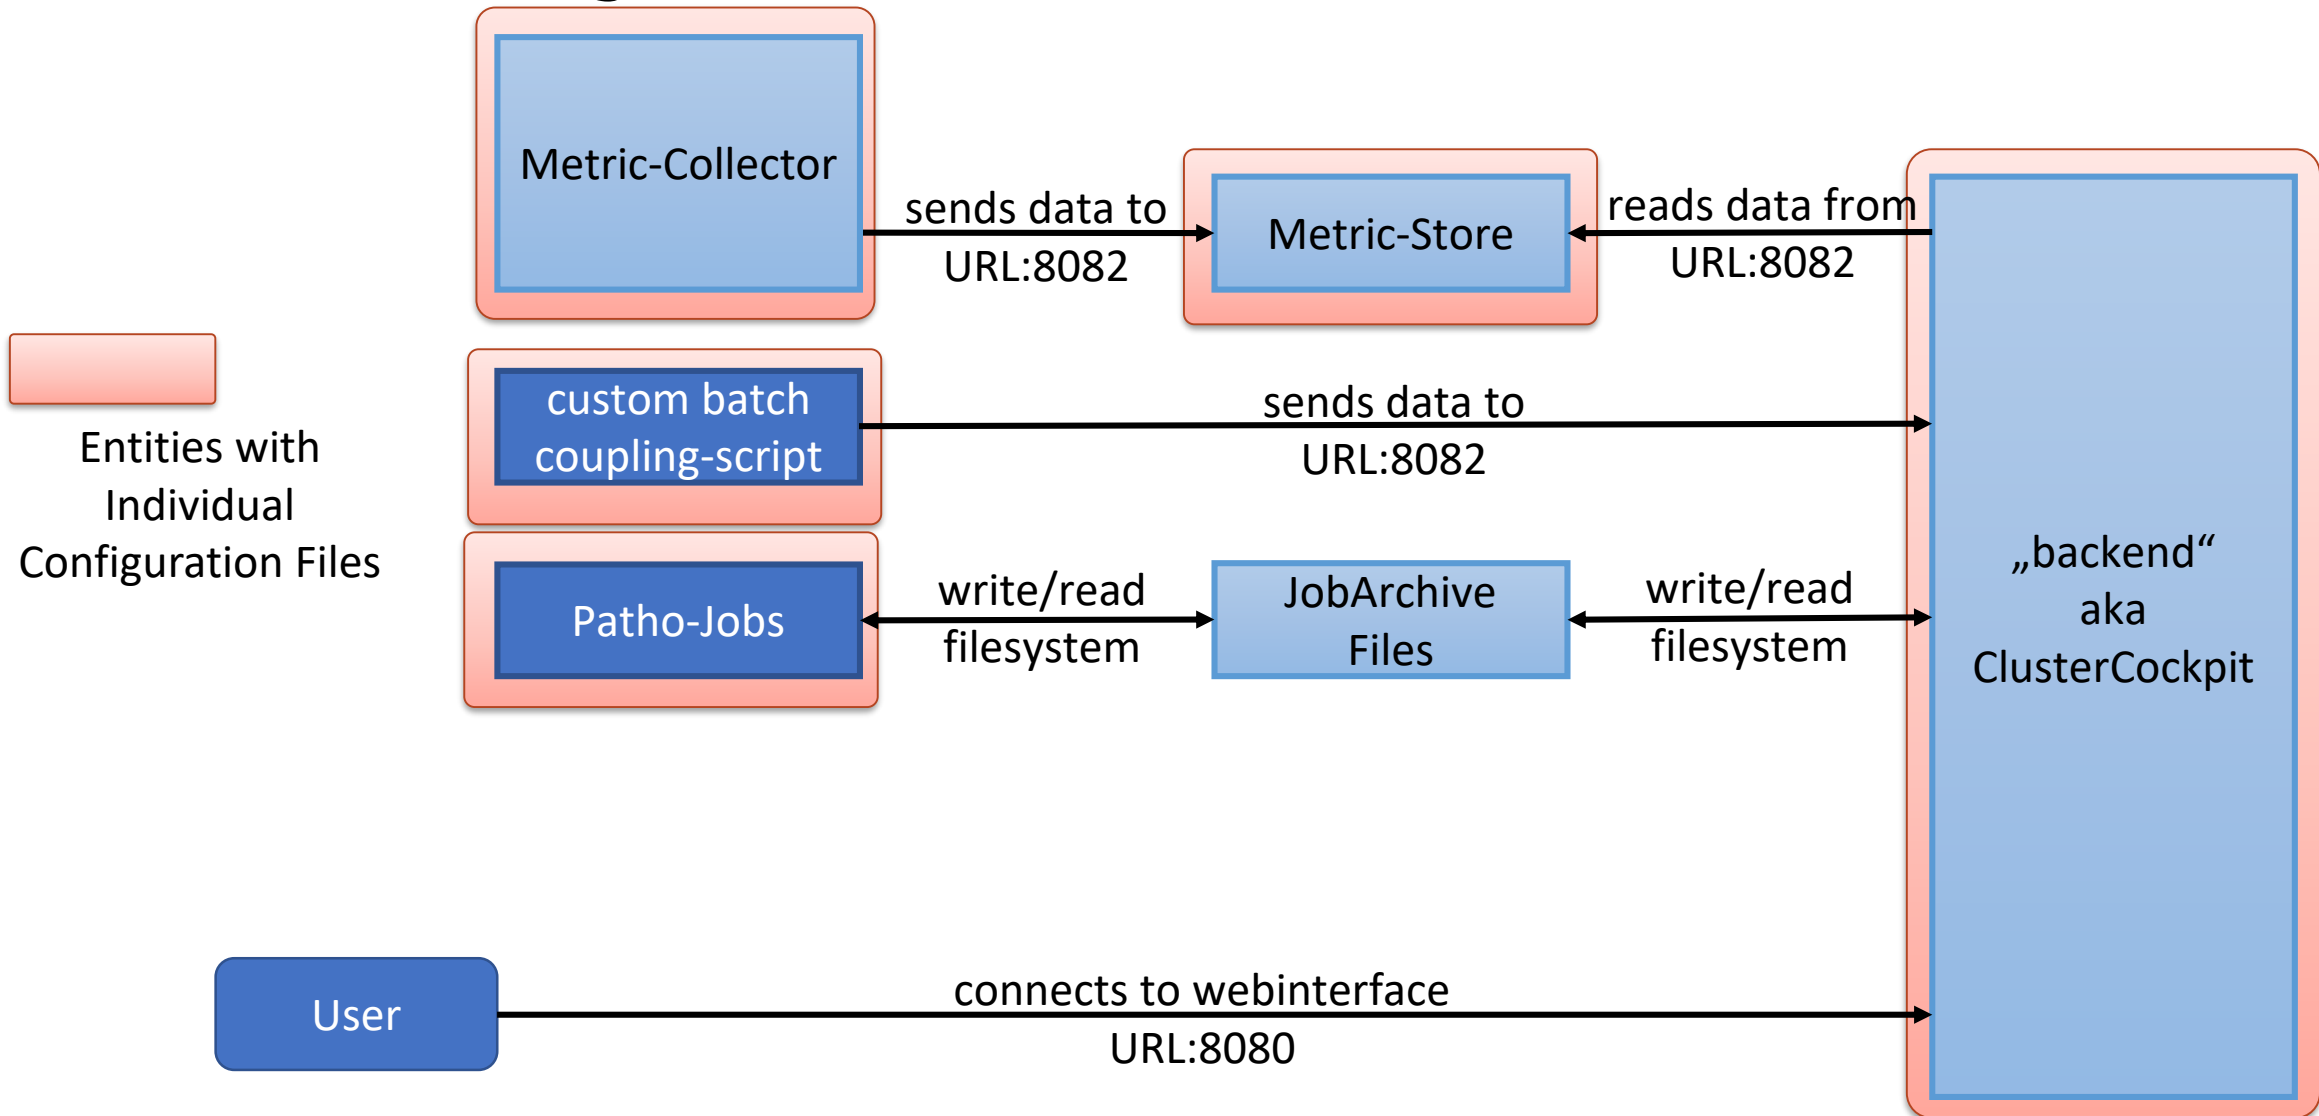 Metric-Collector
sends data to
URL:8082
Metric-Store
reads data from
URL:8082
Entities with
Individual
Configuration Files
custom batch
coupling-script
sends data to
URL:8082
Patho-Jobs
write/read
filesystem
JobArchive
Files
write/read
filesystem
„backend“
aka
ClusterCockpit
User
connects to webinterface
URL:8080